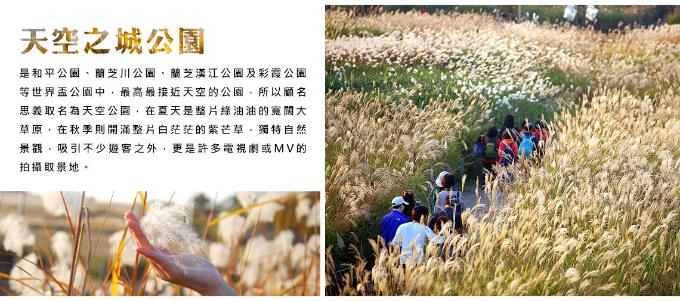 天空之城公園
是和平公園、蘭芝川公園、蘭芝漢江公園及彩霞公園
等世界盃公園中，最高最接近天空的公園，所以顧名
思義取名為天空公園，在夏天是整片綠油油的寬闊大
草原，在秋季則開滿整片白茫茫的紫芒草，獨特自然
景觀，吸引不少遊客之外，更是許多電視劇或MV的
拍攝取景地。